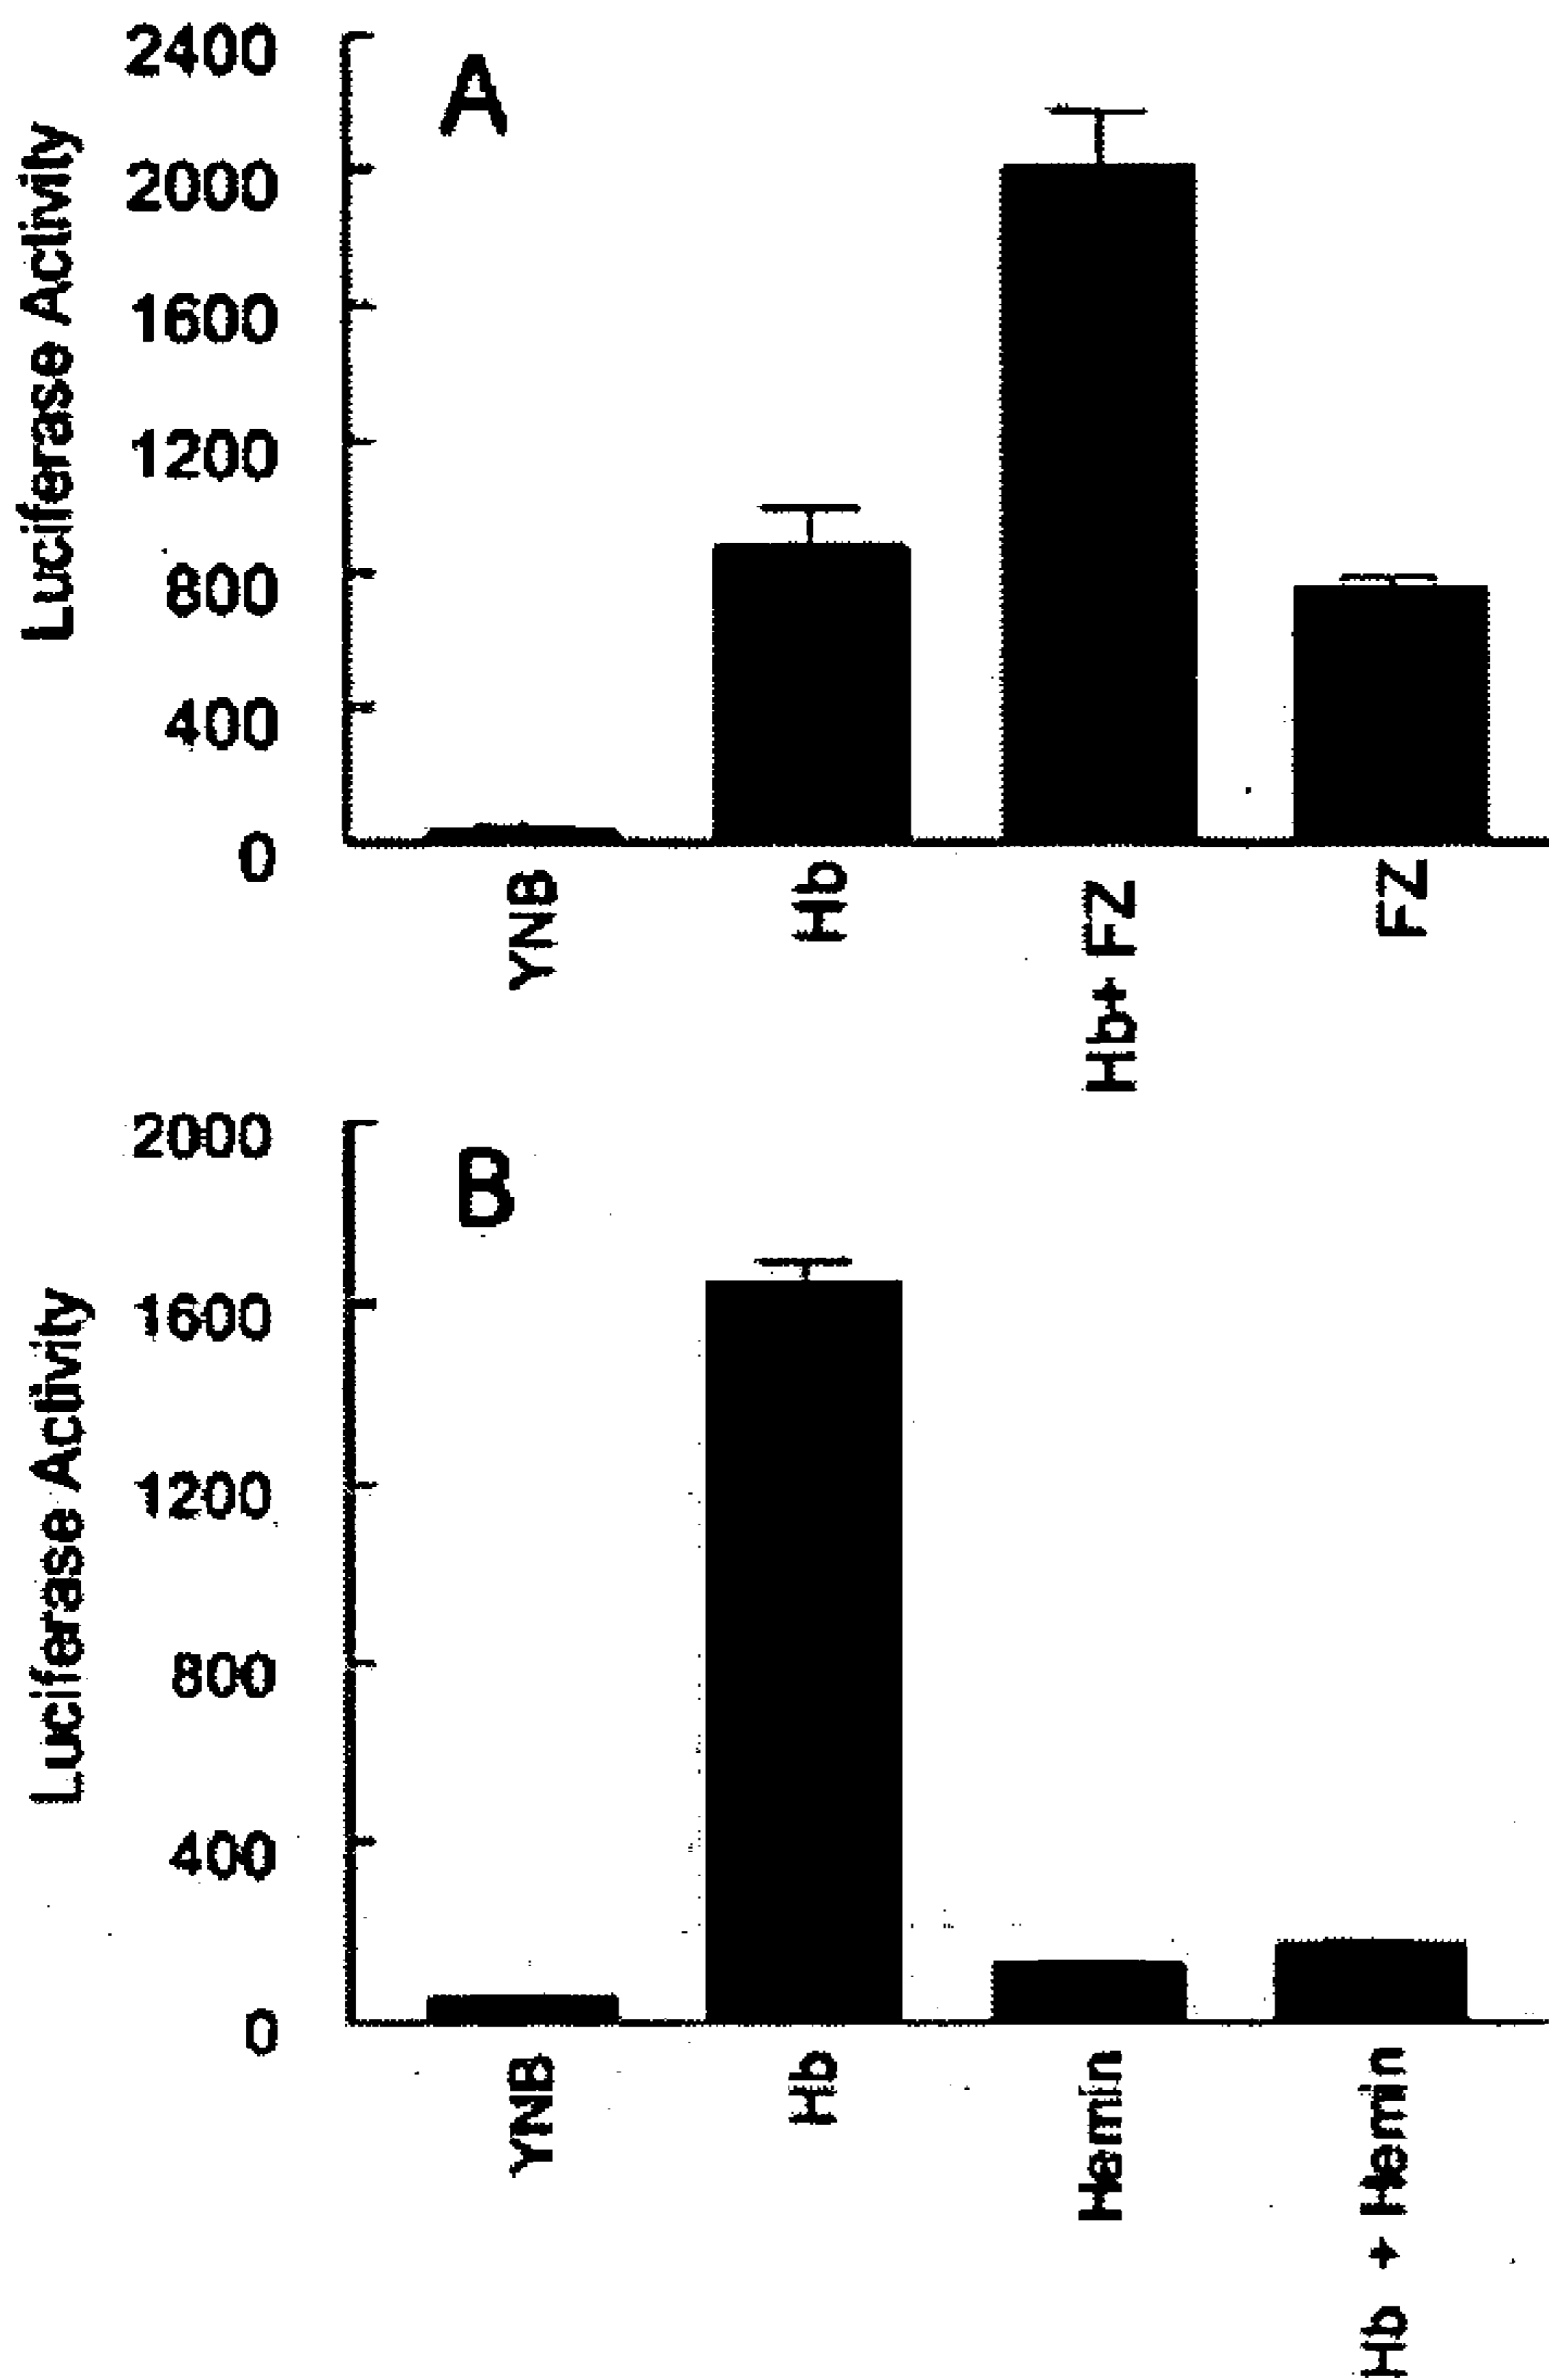 A
Luciferase Activity
2400
2000
1600
1200
800
400
0
YNB
Hb
Hb+ FZ
FZ
B
Luciferase Activity
2000
1600
1200
800
400
0
YNB
Hb
Hemin
Hb + Hemin